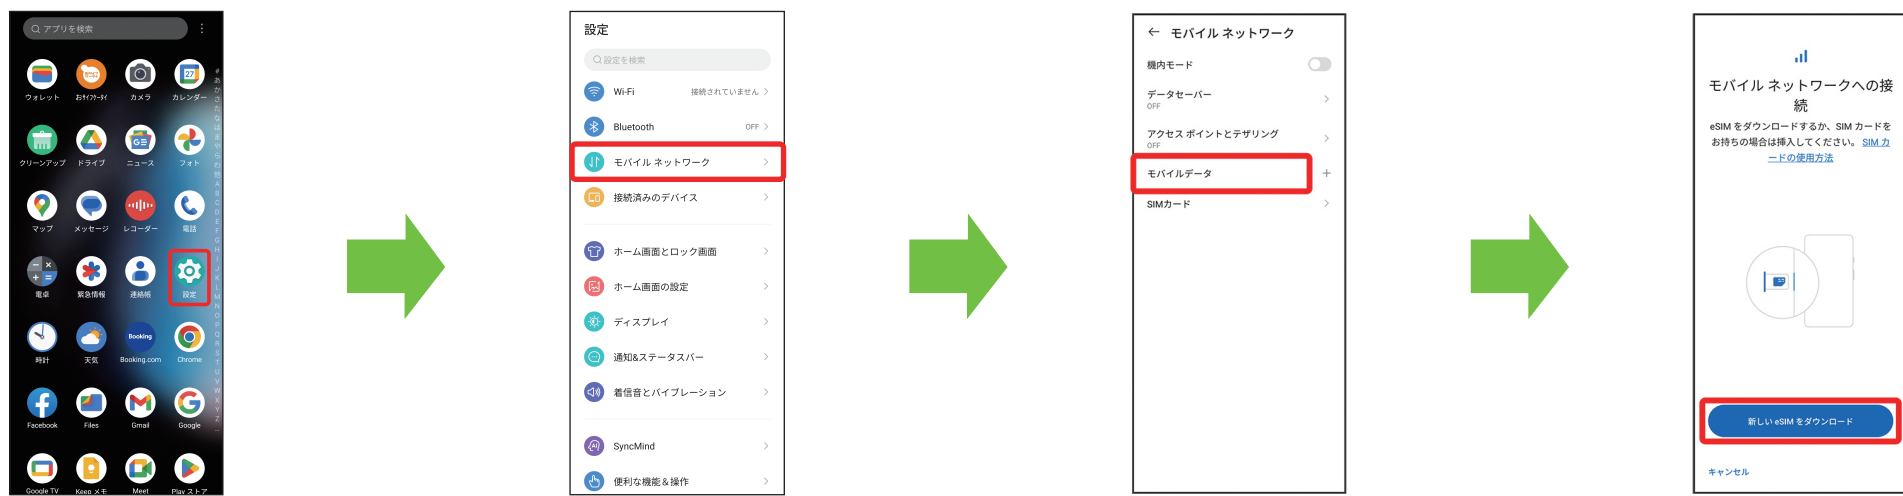 アプリを検索
ウォレット おサイフケータイ カメラ カレンダー
クリーンアップ ドライブ ニュース フォト
マップ メッセージ レコーダー 電話
電卓 緊急情報 連絡帳 設定
時計 天気 Booking.com Chrome
Facebook Files Gmail Google
Google TV Keep メモ Meet Play ストア
27
Booking
#
あ
か
さ
た
な
は
ま
や
ら
わ
他
A
B
C
D
E
F
G
H
I
J
K
L
M
N
O
P
Q
R
S
T
U
V
W
X
Y
Z
設定
設定を検索
Wi-Fi 接続されていません
Bluetooth OFF
モバイル ネットワーク
接続済みのデバイス
ホーム画面とロック画面
ホーム画面の設定
ディスプレイ
通知&ステータスバー
着信音とバイブレーション
SyncMind
便利な機能＆操作
モバイル ネットワーク
機内モード
データセーバー
OFF
アクセス ポイントとテザリング
OFF
モバイルデータ
SIMカード
モバイル ネットワークへの接
続
eSIM をダウンロードするか、SIM カードを
お持ちの場合は挿入してください。 SIM カ
ードの使用方法
新しい eSIM をダウンロード
キャンセル